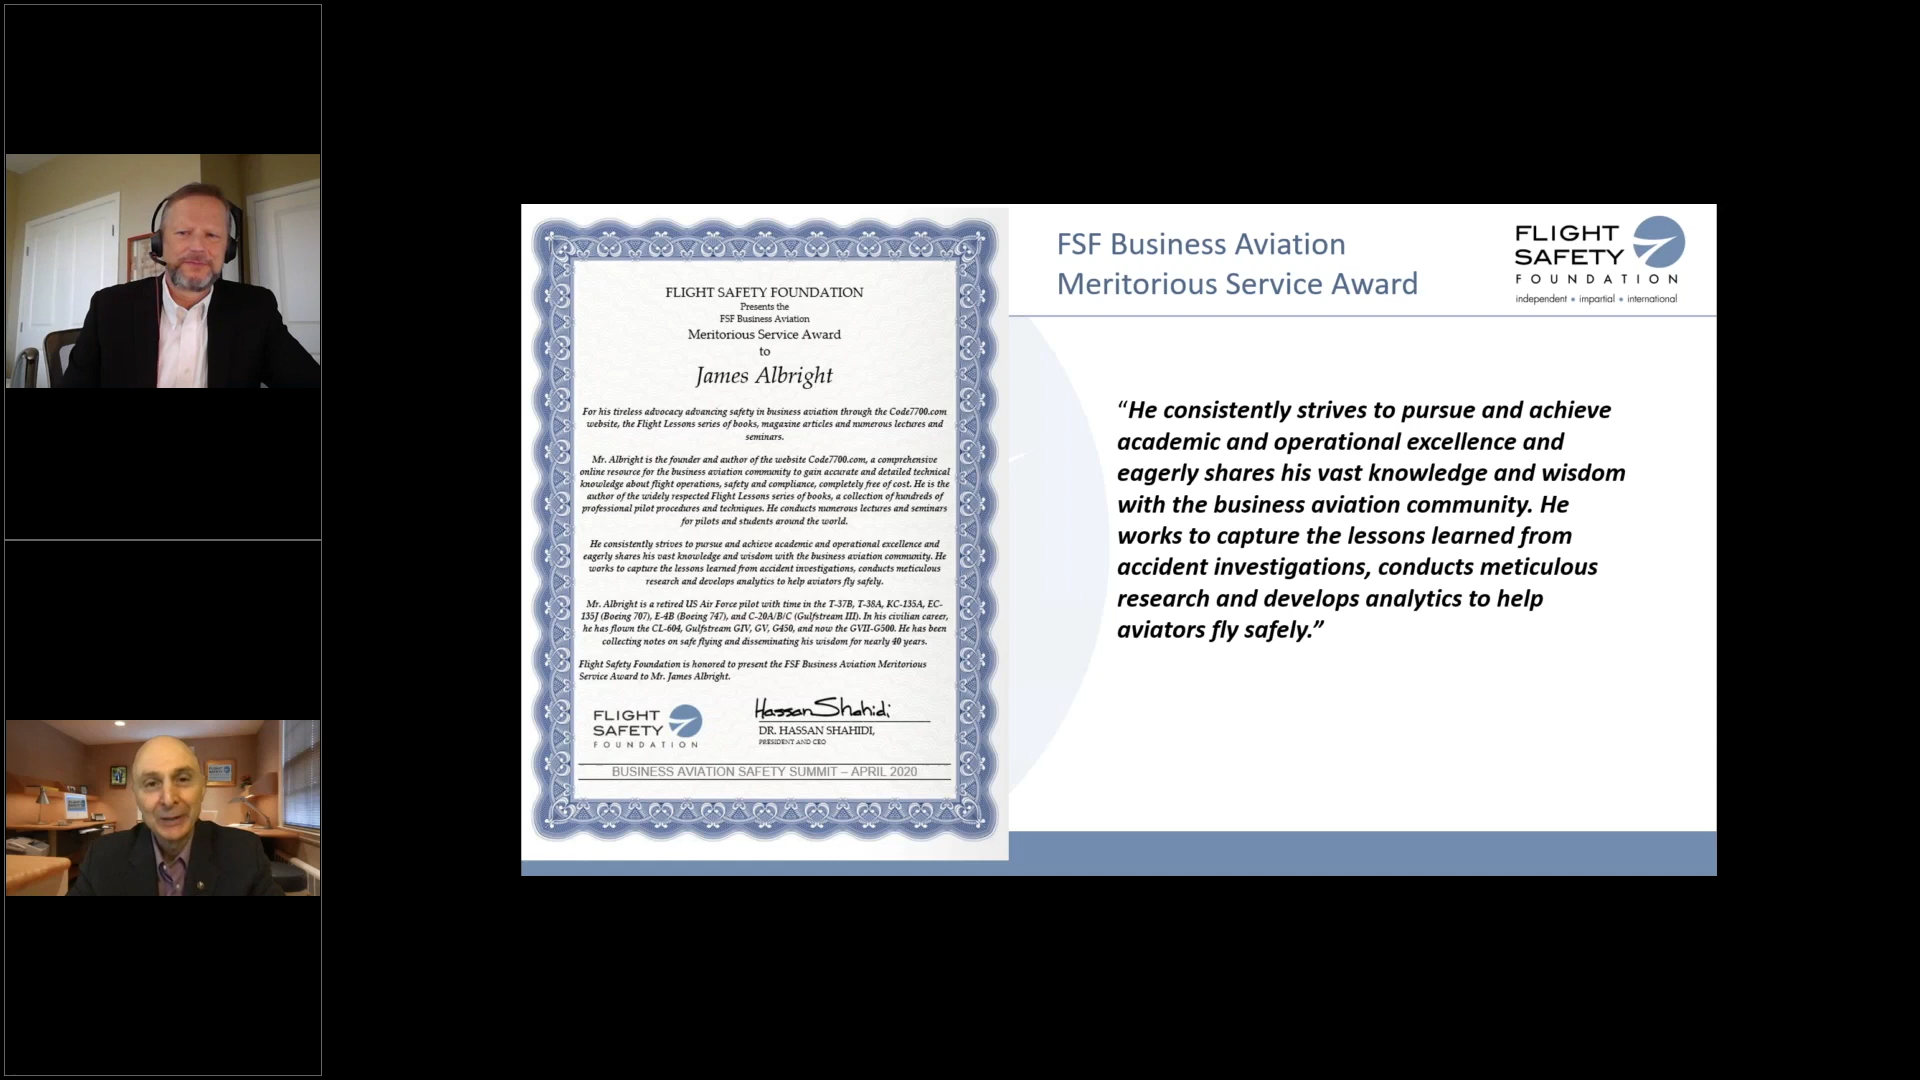 FLIGHT SAFETY FOUNDATION
Presents the
FSF Business Aviation
Meritorious Service Award
to
James Albright
For his tireless advocacy advancing safety in business aviation through the Code7700.com
website, the Flight Lessons series of books, magazine articles and numerous lectures and
seminars.
Mr. Albright is the founder and author of the website Code7700.com, a comprehensive
online resource for the business aviation community to gain accurate and detailed technical
knowledge about flight operations, safety and compliance, completely free of cost. He is the
author of the widely respected Flight Lessons series of books, a collection of hundreds of
professional pilot procedures and techniques. He conducts numerous lectures and seminars
for pilots and students around the world.
He consistently strives to pursue and achieve academic and operational excellence and
eagerly shares his vast knowledge and wisdom with the business aviation community. He
works to capture the lessons learned from accident investigations, conducts meticulous
research and develops analytics to help aviators fly safely.
Mr. Albright is a retired US Air Force pilot with time in the T-37B, T-38A, KC-135A, EC-
135J (Boeing 707), E-4B (Boeing 747), and C-20A/B/C (Gulfstream III). In his civilian career,
he has flown the CL-604, Gulfstream GIV, GV, G450, and now the GVII-G500. He has been
collecting notes on safe flying and disseminating his wisdom for nearly 40 years.
Flight Safety Foundation is honored to present the FSF Business Aviation Meritorious
Service Award to Mr. James Albright.
FLIGHT
SAFETY
FOUNDATION
Hassan Shahidi
DR. HASSAN SHAHIDI,
PRESIDENT AND CEO
BUSINESS AVIATION SAFETY SUMMIT – APRIL 2020
FSF Business Aviation
Meritorious Service Award
FLIGHT
SAFETY
FOUNDATION
independent • impartial • international
“He consistently strives to pursue and achieve
academic and operational excellence and
eagerly shares his vast knowledge and wisdom
with the business aviation community. He
works to capture the lessons learned from
accident investigations, conducts meticulous
research and develops analytics to help
aviators fly safely.”